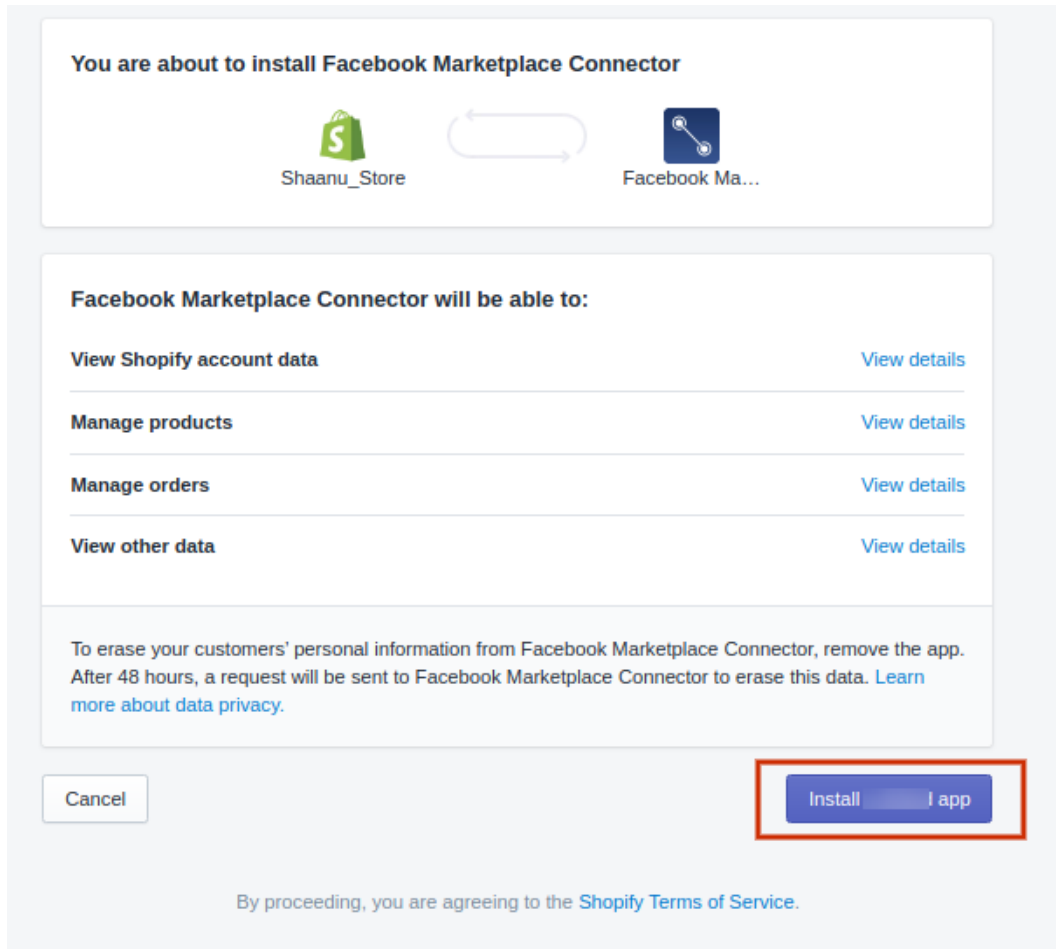 You are about to install Facebook Marketplace Connector
Shaanu_Store
Facebook Ma...
Facebook Marketplace Connector will be able to:
View Shopify account data
View details
Manage products
View details
Manage orders
View details
View other data
View details
To erase your customers' personal information from Facebook Marketplace Connector, remove the app.
After 48 hours, a request will be sent to Facebook Marketplace Connector to erase this data. Learn
more about data privacy.
Cancel
Install app
By proceeding, you are agreeing to the Shopify Terms of Service.